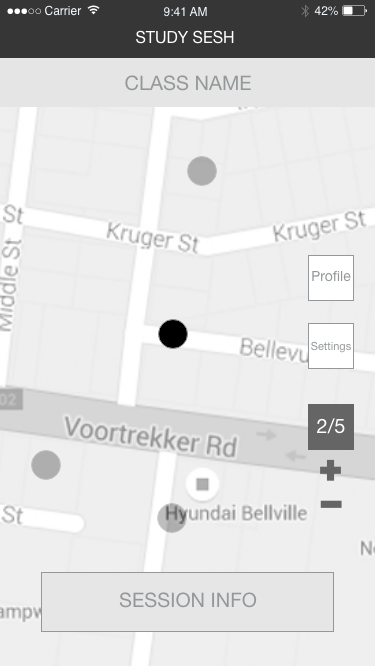 Carrier 9:41 AM 42%
STUDY SESH
CLASS NAME
St
Kruger St
Kruger St
Middle St
Profile
Settings
Bellevu
02
2/5
Voortrekker Rd
Hyundai Bellville
St
SESSION INFO